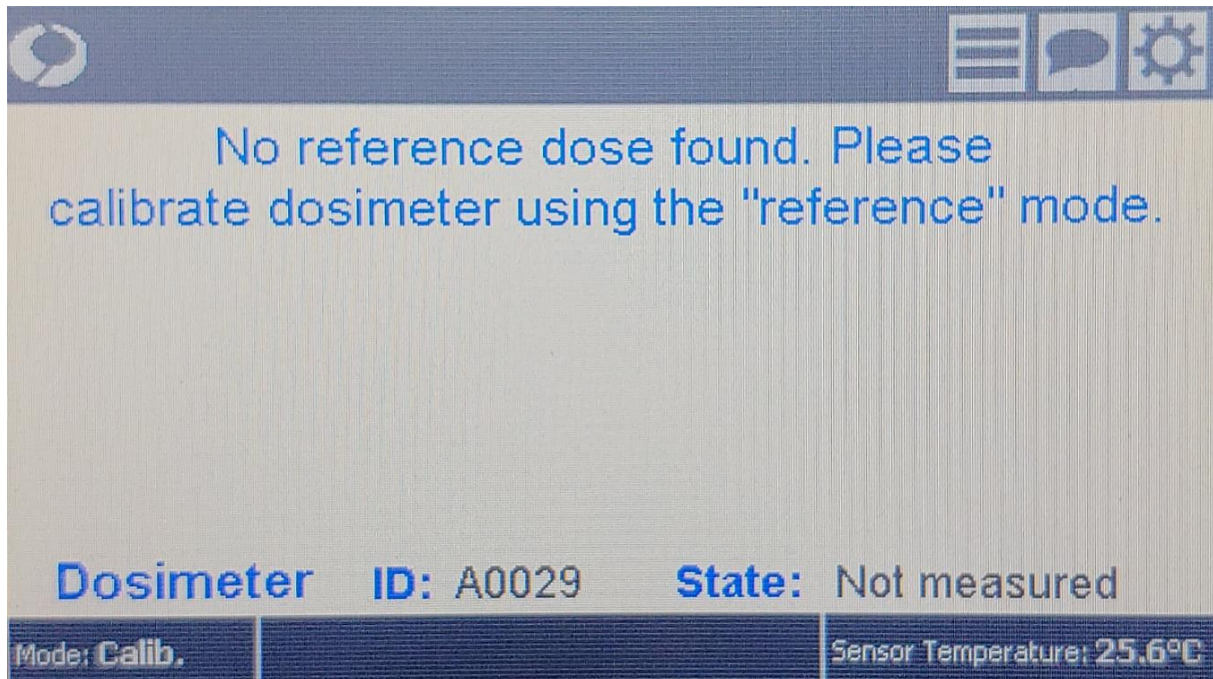 No reference dose found. Please
calibrate dosimeter using the "reference" mode.
Dosimeter ID: A0029 State: Not measured
Mode: Calib. Sensor Temperature: 25.6ºC